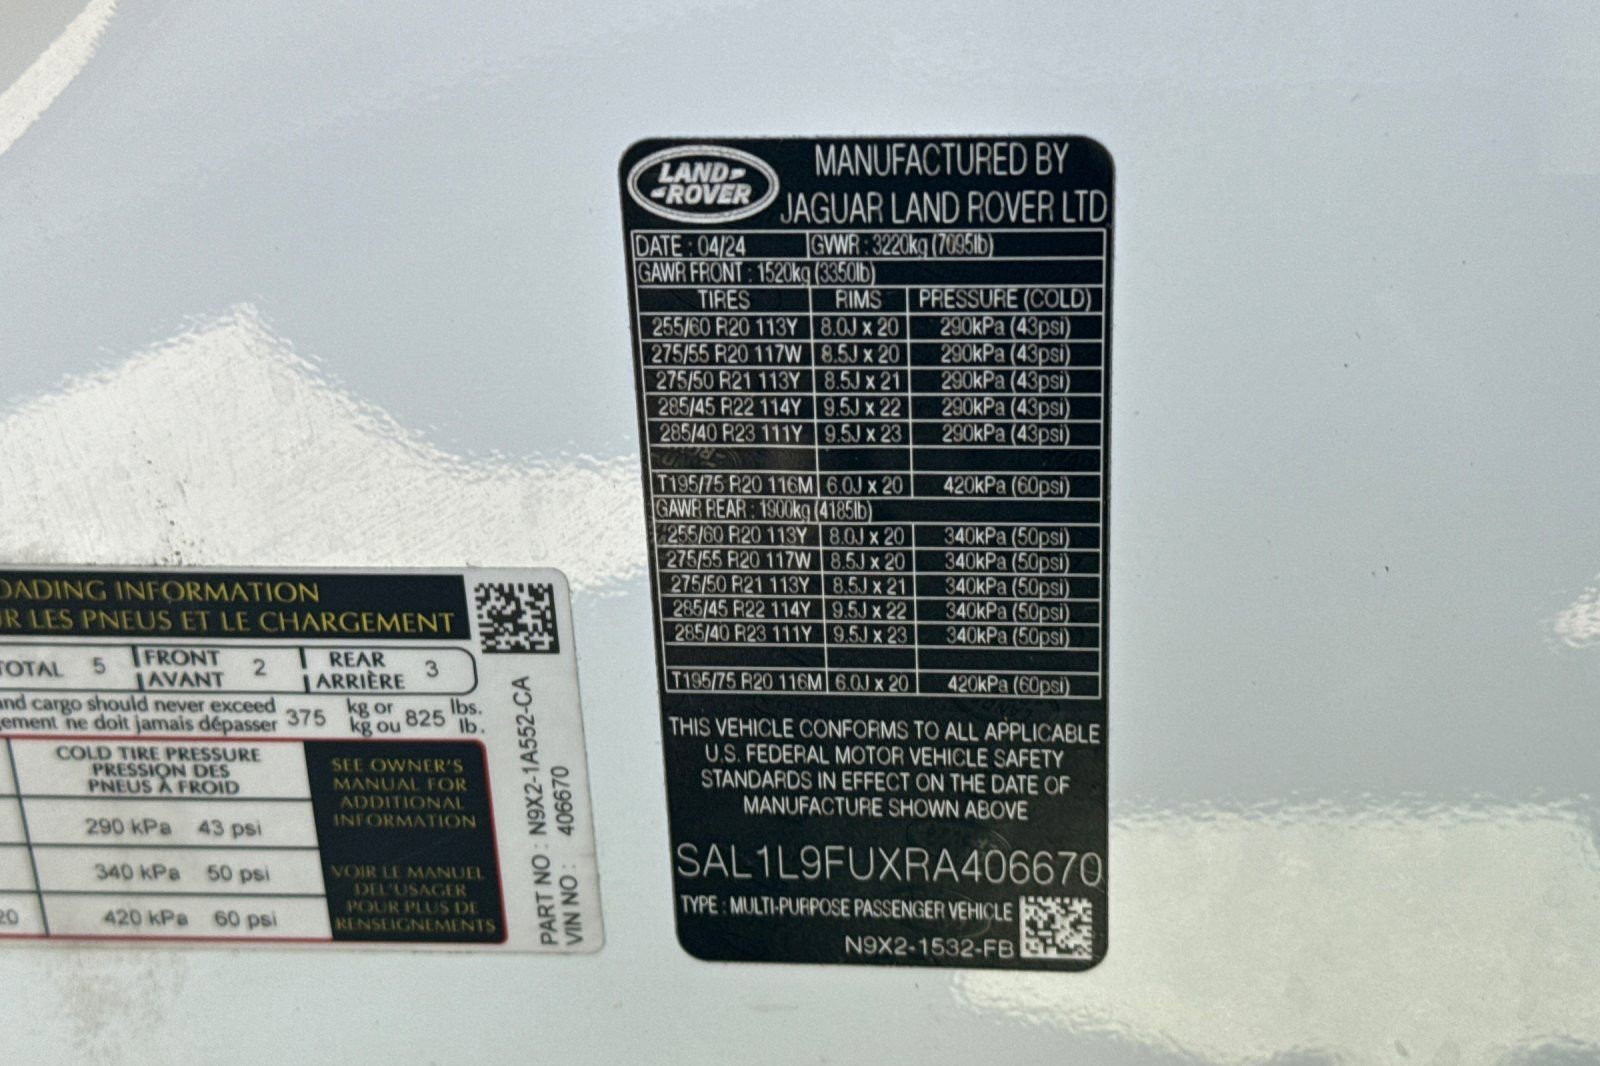 LAND ROVER
MANUFACTURED BY
JAGUAR LAND ROVER LTD
DATE : 04/24 GVWR : 3220kg (7095lb)
GAWR FRONT : 1520kg (3350lb)
TIRES RIMS PRESSURE (COLD)
255/60 R20 113Y 8.0J x 20 290kPa (43psi)
275/55 R20 117W 8.5J x 20 290kPa (43psi)
275/50 R21 113Y 8.5J x 21 290kPa (43psi)
285/45 R22 114Y 9.5J x 22 290kPa (43psi)
285/40 R23 111Y 9.5J x 23 290kPa (43psi)
T195/75 R20 116M 6.0J x 20 420kPa (60psi)
GAWR REAR : 1900kg (4185lb)
255/60 R20 113Y 8.0J x 20 340kPa (50psi)
275/55 R20 117W 8.5J x 20 340kPa (50psi)
275/50 R21 113Y 8.5J x 21 340kPa (50psi)
285/45 R22 114Y 9.5J x 22 340kPa (50psi)
285/40 R23 111Y 9.5J x 23 340kPa (50psi)
T195/75 R20 116M 6.0J x 20 420kPa (60psi)
THIS VEHICLE CONFORMS TO ALL APPLICABLE
U.S. FEDERAL MOTOR VEHICLE SAFETY
STANDARDS IN EFFECT ON THE DATE OF
MANUFACTURE SHOWN ABOVE
SAL1L9FUXRA406670
TYPE : MULTI-PURPOSE PASSENGER VEHICLE
N9X2-1532-FB
OADING INFORMATION
UR LES PNEUS ET LE CHARGEMENT
TOTAL 5 FRONT AVANT 2 REAR ARRIÈRE 3
and cargo should never exceed 375 kg or 825 lbs.
gement ne doit jamais dépasser kg ou lb.
COLD TIRE PRESSURE
PRESSION DES
PNEUS À FROID
290 kPa 43 psi
340 kPa 50 psi
20 420 kPa 60 psi
SEE OWNER'S
MANUAL FOR
ADDITIONAL
INFORMATION
VOIR LE MANUEL
DE L'USAGER
POUR PLUS DE
RENSEIGNEMENTS
PART NO : N9X2-1A552-CA
VIN NO : 406670